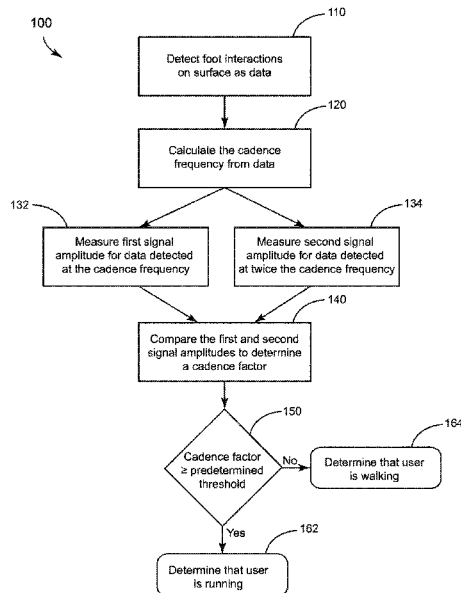 100
110
Detect foot interactions
on surface as data
120
Calculate the cadence
frequency from data
132
Measure first signal
amplitude for data detected
at the cadence frequency
134
Measure second signal
amplitude for data detected
at twice the cadence frequency
140
Compare the first and second
signal amplitudes to determine
a cadence factor
150
Cadence factor
≥ predetermined
threshold
No
164
Determine that user
is walking
Yes
162
Determine that user
is running